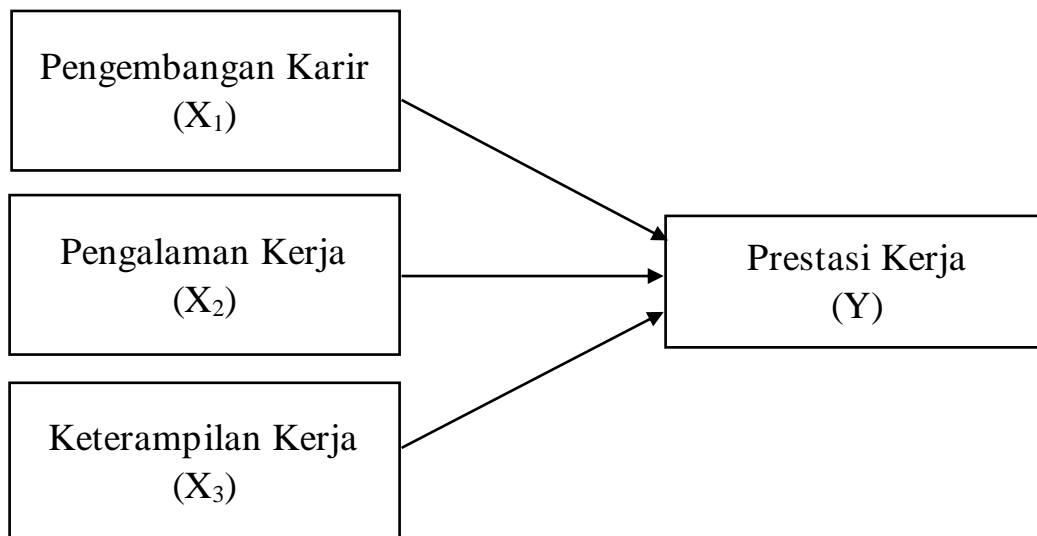 Pengembangan Karir
(X₁)
Pengalaman Kerja
(X₂)
Keterampilan Kerja
(X₃)
Prestasi Kerja
(Y)